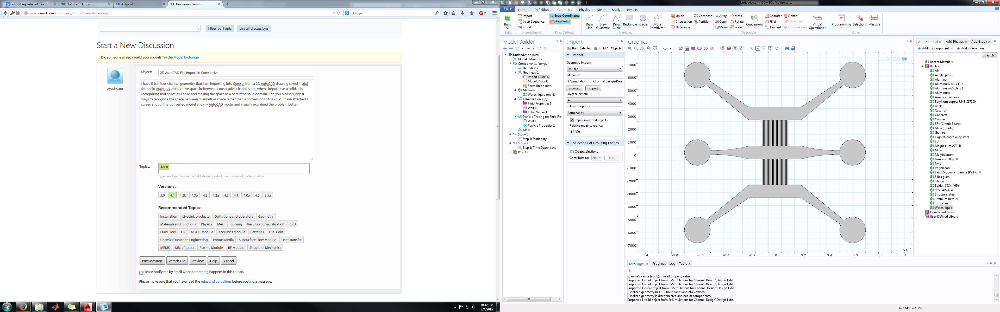 importing autocad files in ...
Discussion Forum
Autocad
Discussion Forum
www.comsol.com/community/forums/general/message/
Google
Filter by Topic
List all discussions
Start a New Discussion
Did someone already build your model? Try the Model Exchange.
Ayush Garg
Subject:
2D AutoCAD File Import in Comsol 4.4
I have this micro-channel geometry that I am importing into Comsol from a 2D AutoCAD drawing saved in .dxf
format in AutoCAD 2013. I have space in-between consecutive channels and when I import it as a solid, it is
recognizing that space as a solid and making the space as a part if the solid domain. Can you please suggest
ways to recognize the space between channels as space rather than a conversion to the solid. I have attached a
screen shot of the  converted model and my AutoCAD model and visually explained the problem better.
Topics:
4.4 x
Type new topic tags in the field above or select one or more of the tags below.
Versions:
5.0 4.4 4.3b 4.3a 4.3 4.2a 4.2 4.1 4.0a 4.0 3.5a
Recommended Topics:
Installation LiveLink products Definitions and operators Geometry
Materials and functions Physics Mesh Solving Results and visualization CFD
Fluid Flow FSI AC/DC Module Acoustics Module Batteries Fuel Cells
Chemical Reaction Engineering Porous Media Subsurface Flow Module Heat Transfer
MEMS Microfluidics Plasma Module RF Module Structural Mechanics
Post Message Attach File Preview Help Cancel
Please notify me by email when something happens in this thread.
Please make sure that you have read the rules and guidelines before posting a message.
10:42 PM
2/4/2015
Untitled.mph - COMSOL Multiphysics
File Home Definitions Geometry Physics Mesh Study Results
Build All
Build
Import
Insert Sequence
Export
Import/Export
Snap Coordinates
Draw Solid
Draw Settings
Draw Line
Draw Quadratic
Draw Cubic
Rectangle
Circle
More Primitives
Primitives
Union
Intersection
Difference
Compose
Partition
Array
Copy
Mirror
Move
Rotate
Scale
Conversions
Chamfer
Fillet
Tangent
Delete
Edit Object
Cross Section
Virtual Operations
Operations
Programming
Selections
Measure
Other
Model Builder
Untitled.mph (root)
Global Definitions
Component 1 (comp1)
Definitions
Geometry 1
Import 1 (imp1)
Move 1 (mov1)
Form Union (fin)
Materials
Water, liquid (mat1)
Laminar Flow (spf)
Fluid Properties 1
Wall 1
Initial Values 1
Particle Tracing for Fluid Flo
Wall 1
Particle Properties 1
Mesh 1
Study 1
Step 1: Stationary
Study 2
Step 1: Time Dependent
Results
Import
Build Selected
Build All Objects
Import
Geometry import:
DXF file
Filename:
E:\Simulations for Channel Design\Desi
Browse...
Import
Layer selection:
All
Import options
Form solids
Repair imported objects
Relative repair tolerance:
1E-300
Selections of Resulting Entities
Create selections
Contribute to:
No
New
Graphics
COMSOL
MULTIPHYSICS
7000
6000
5000
4000
3000
2000
1000
0
-1000
-2000
-3000
-4000
-5000
-6000
-7000
-1 -0.8 -0.6 -0.4 -0.2 0 0.2 0.4 0.6 0.8 1
×10⁴
Messages
Progress
Log
Table
Geometry error (imp1): Invalid property value.
Imported 1 solid object from E:\Simulations for Channel Design\Design 1.dxf.
Imported 1 solid object from E:\Simulations for Channel Design\Design 1.dxf.
Imported 1 curve object from E:\Simulations for Channel Design\Design 1.dxf.
Finalized geometry has 219 boundaries and 214 vertices.
Finalized geometry is disconnected and has 40 components.
Imported 1 solid object from E:\Simulations for Channel Design\Design 1.dxf.
Add Material
Add Physics
Add Study
Add to Component
Add to Selection
Search
Recent Materials
Built-In
Air
Acrylic plastic
Alumina
Aluminum 3003-H18
Aluminum 6063-T83
Aluminum
American red oak
Beryllium copper UNS C17200
Brick
Cast iron
Concrete
Copper
FR4 (Circuit Board)
Glass (quartz)
Granite
High-strength alloy steel
Iron
Magnesium AZ31B
Mica
Molybdenum
Nimonic alloy 90
Nylon
Polysilicon
Lead Zirconate Titanate (PZT-5H)
Silica glass
Silicon
Solder, 60Sn-40Pb
Steel AISI 4340
Structural steel
Titanium beta-21S
Tungsten
Water, liquid
Liquids and Gases
User-Defined Library
671 MB | 765 MB